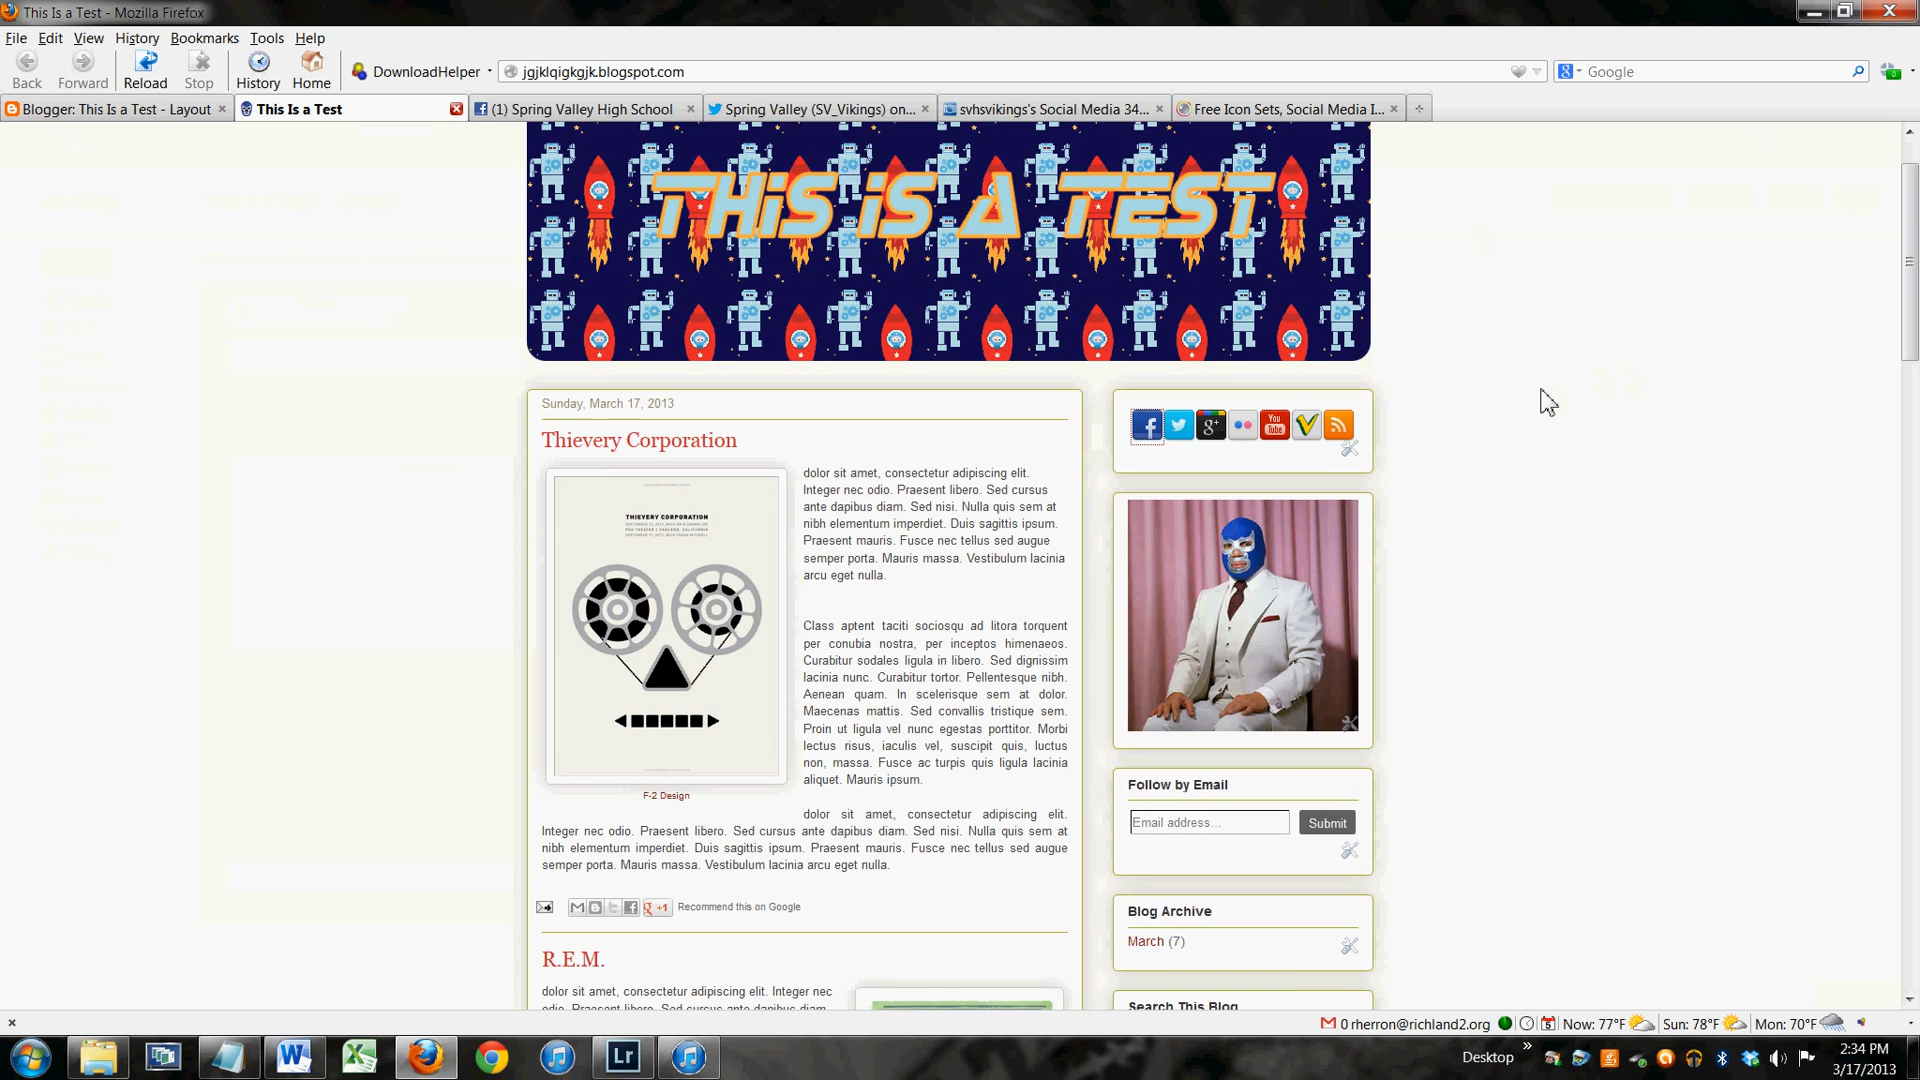 This Is a Test - Mozilla Firefox
File Edit View History Bookmarks Tools Help
Back Forward Reload Stop History Home DownloadHelper jgjklqigkgjk.blogspot.com Google
Blogger: This Is a Test - Layout This Is a Test (1) Spring Valley High School Spring Valley (SV_Vikings) on... svhsvikings's Social Media 34... Free Icon Sets, Social Media I...
THiS iS A TEST
Sunday, March 17, 2013
Thievery Corporation
THIEVERY CORPORATION
dolor sit amet, consectetur adipiscing elit.
Integer nec odio. Praesent libero. Sed cursus
ante dapibus diam. Sed nisi. Nulla quis sem at
nibh elementum imperdiet. Duis sagittis ipsum.
Praesent mauris. Fusce nec tellus sed augue
semper porta. Mauris massa. Vestibulum lacinia
arcu eget nulla.
Class aptent taciti sociosqu ad litora torquent
per conubia nostra, per inceptos himenaeos.
Curabitur sodales ligula in libero. Sed dignissim
lacinia nunc. Curabitur tortor. Pellentesque nibh.
Aenean quam. In scelerisque sem at dolor.
Maecenas mattis. Sed convallis tristique sem.
Proin ut ligula vel nunc egestas porttitor. Morbi
lectus risus, iaculis vel, suscipit quis, luctus
non, massa. Fusce ac turpis quis ligula lacinia
aliquet. Mauris ipsum.
F-2 Design
dolor sit amet, consectetur adipiscing elit.
Integer nec odio. Praesent libero. Sed cursus ante dapibus diam. Sed nisi. Nulla quis sem at
nibh elementum imperdiet. Duis sagittis ipsum. Praesent mauris. Fusce nec tellus sed augue
semper porta. Mauris massa. Vestibulum lacinia arcu eget nulla.
+1 Recommend this on Google
R.E.M.
dolor sit amet, consectetur adipiscing elit. Integer nec
odio. Praesent libero. Sed cursus ante dapibus diam.
You Tube
Follow by Email
Email address...
Submit
Blog Archive
March (7)
Search This Blog
0 rherron@richland2.org Now: 77°F Sun: 78°F Mon: 70°F
Lr
Desktop
2:34 PM
3/17/2013